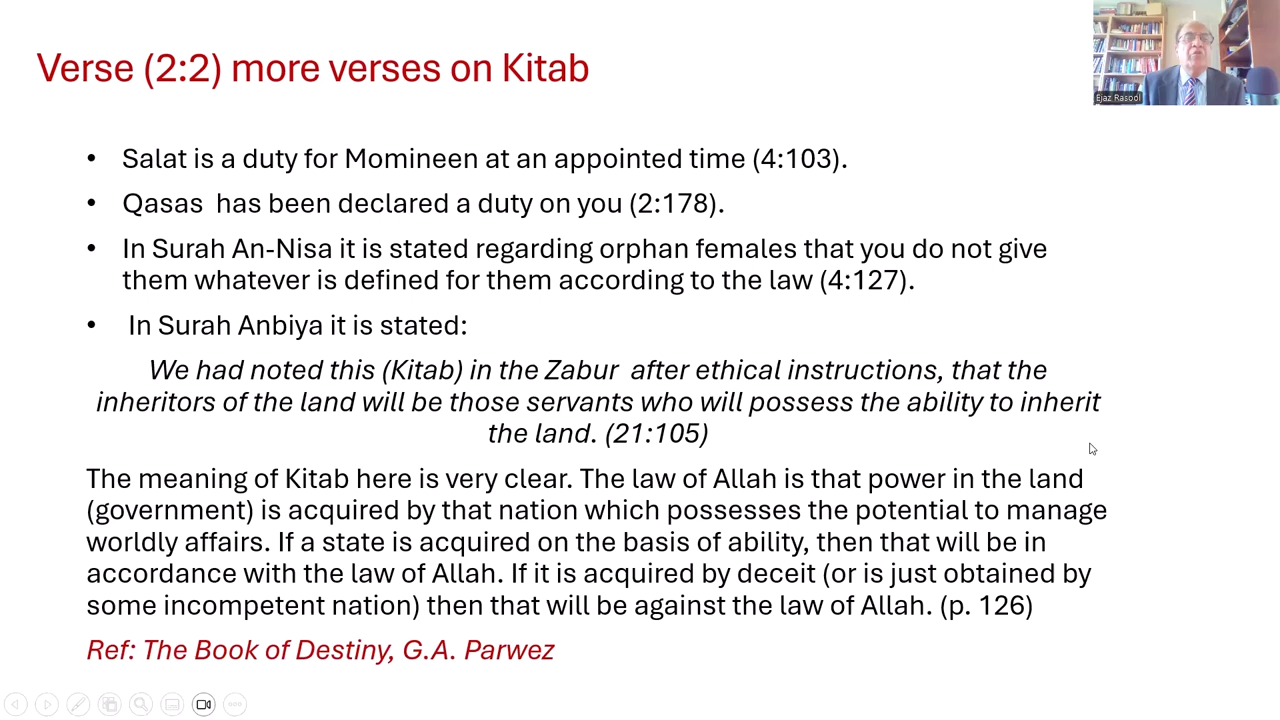 Verse (2:2) more verses on Kitab
Ejaz Rasool
• Salat is a duty for Momineen at an appointed time (4:103).
• Qasas has been declared a duty on you (2:178).
• In Surah An-Nisa it is stated regarding orphan females that you do not give
them whatever is defined for them according to the law (4:127).
• In Surah Anbiya it is stated:
We had noted this (Kitab) in the Zabur after ethical instructions, that the
inheritors of the land will be those servants who will possess the ability to inherit
the land. (21:105)
The meaning of Kitab here is very clear. The law of Allah is that power in the land
(government) is acquired by that nation which possesses the potential to manage
worldly affairs. If a state is acquired on the basis of ability, then that will be in
accordance with the law of Allah. If it is acquired by deceit (or is just obtained by
some incompetent nation) then that will be against the law of Allah. (p. 126)
Ref: The Book of Destiny, G.A. Parwez